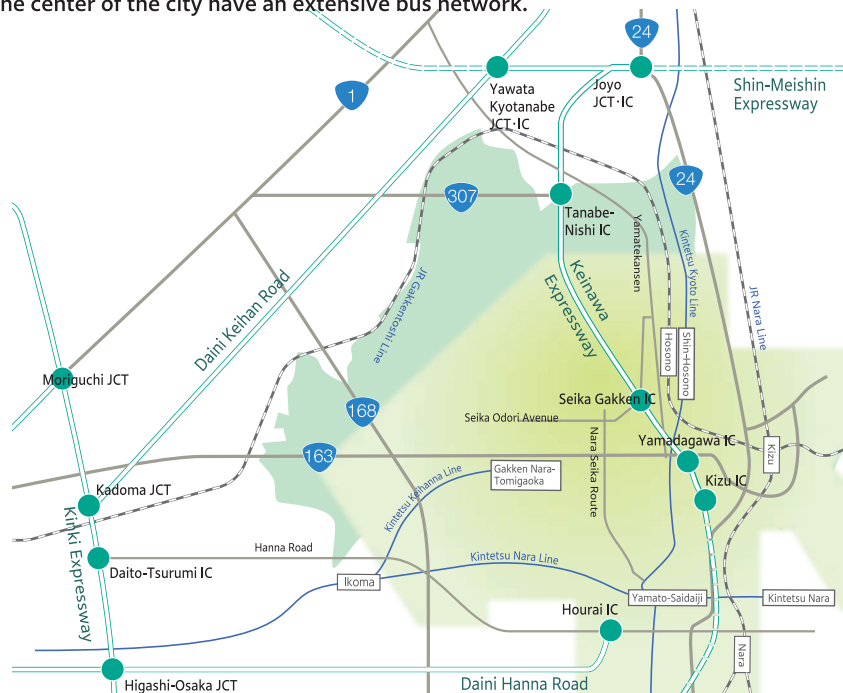 he center of the city have an extensive bus network.
24
1
Yawata
Kyotanabe
JCT·IC
Joyo
JCT·IC
Shin-Meishin
Expressway
307
24
Tanabe-
Nishi IC
Yamatekansen
Kintetsu Kyoto Line
JR Gakkentoshi Line
Keinawa
Expressway
JR Nara Line
Daini Keihan Road
Hosono
Shin-Hosono
Moriguchi JCT
168
Seika Gakken IC
Seika Odori Avenue
Nara Seika Route
Yamadagawa IC
Kizu
163
Gakken Nara-
Tomigaoka
Kintetsu Keihanna Line
Kizu IC
Kadoma JCT
Kinki Expressway
Hanna Road
Kintetsu Nara Line
Daito-Tsurumi IC
Ikoma
Yamato-Saidaiji
Kintetsu Nara
Hourai IC
Nara
Higashi-Osaka JCT
Daini Hanna Road